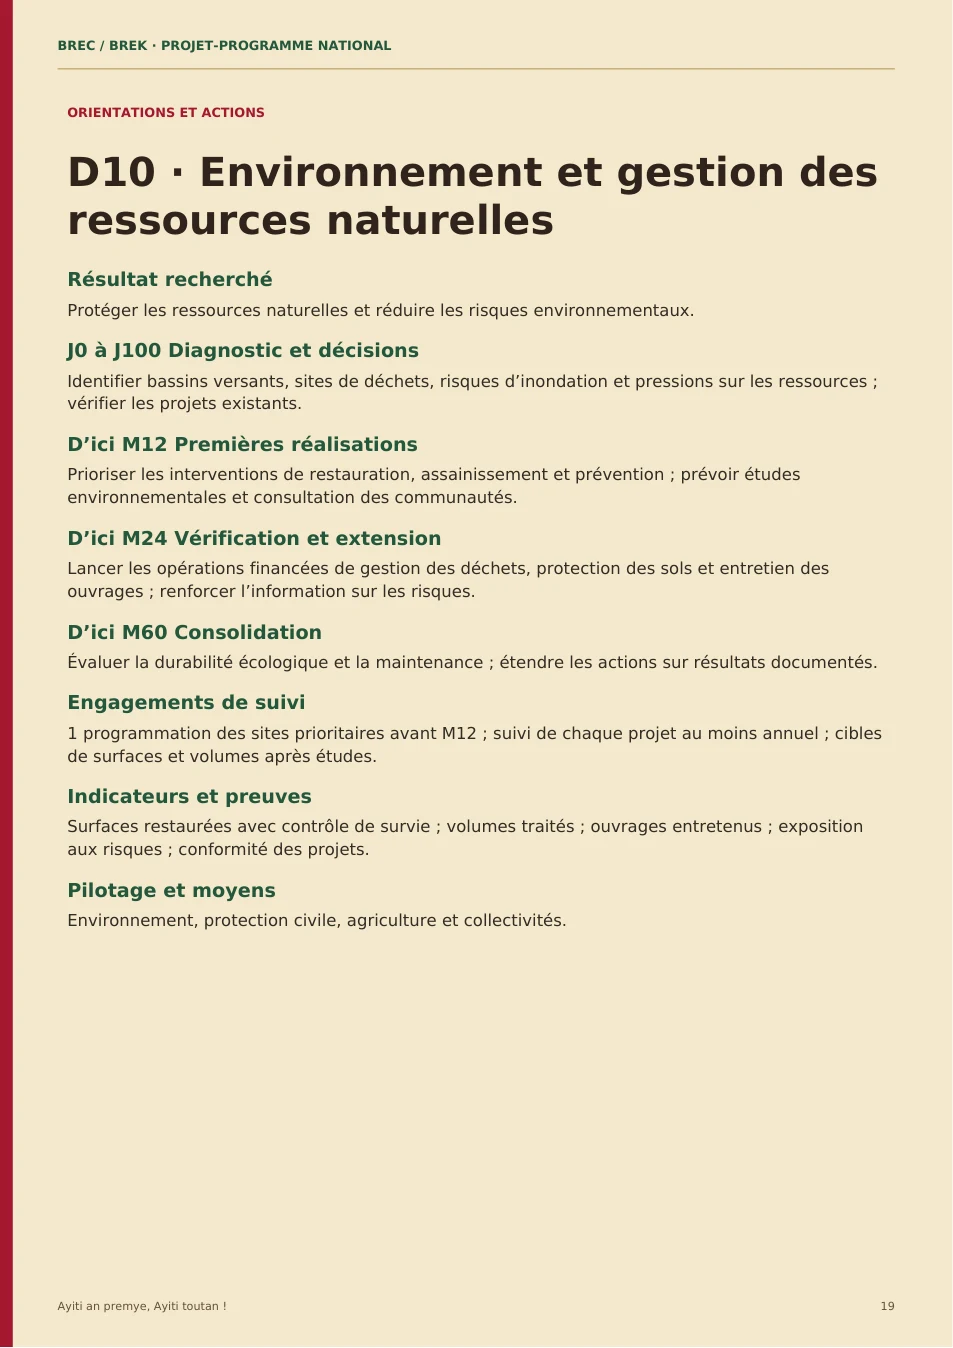 BREC / BREK · PROJET-PROGRAMME NATIONAL
ORIENTATIONS ET ACTIONS
D10 · Environnement et gestion des
ressources naturelles
Résultat recherché
Protéger les ressources naturelles et réduire les risques environnementaux.
J0 à J100 Diagnostic et décisions
Identifier bassins versants, sites de déchets, risques d’inondation et pressions sur les ressources ;
vérifier les projets existants.
D’ici M12 Premières réalisations
Prioriser les interventions de restauration, assainissement et prévention ; prévoir études
environnementales et consultation des communautés.
D’ici M24 Vérification et extension
Lancer les opérations financées de gestion des déchets, protection des sols et entretien des
ouvrages ; renforcer l’information sur les risques.
D’ici M60 Consolidation
Évaluer la durabilité écologique et la maintenance ; étendre les actions sur résultats documentés.
Engagements de suivi
1 programmation des sites prioritaires avant M12 ; suivi de chaque projet au moins annuel ; cibles
de surfaces et volumes après études.
Indicateurs et preuves
Surfaces restaurées avec contrôle de survie ; volumes traités ; ouvrages entretenus ; exposition
aux risques ; conformité des projets.
Pilotage et moyens
Environnement, protection civile, agriculture et collectivités.
Ayiti an premye, Ayiti toutan !
19